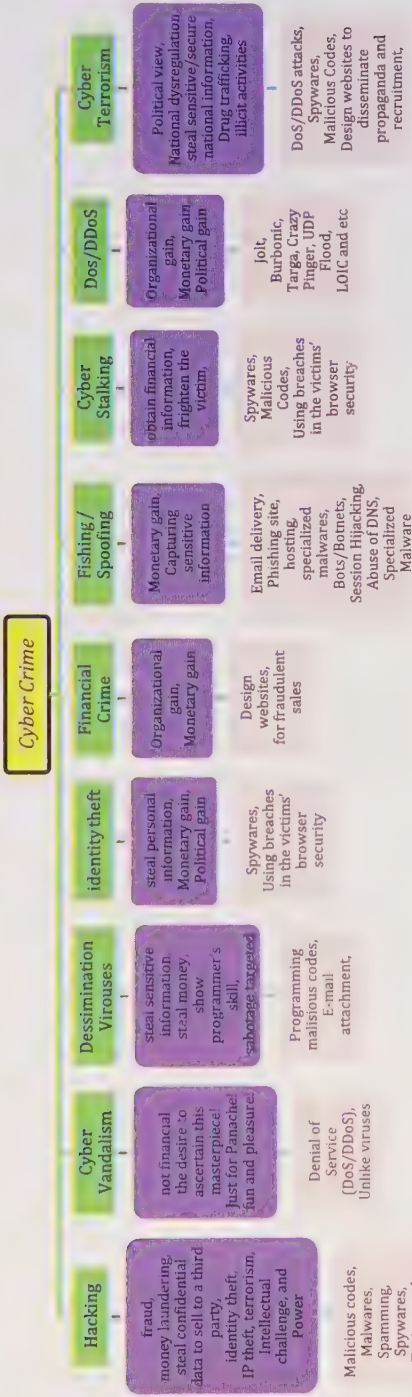 Cyber Crime
Hacking
fraud,
money laundering,
steal confidential
data to sell to a third
party,
identity theft,
IP theft, terrorism,
Intellectual
challenge, and
Power
Malicious codes,
Malwares,
Spamming,
Spywares,
Cyber
Vandalism
not financial
the desire to
ascertain this
masterpiece!
Just for Panache!
fun and pleasure!
Denial of
Service
(DoS/DDoS),
Unlike viruses
Dessimination
Virouses
steal sensitive
information,
steal money,
show
programmer's
skill,
sabotage targeted
Programming
malisious codes,
E-mail
attachment,
identity theft
steal personal
information,
Monetary gain,
Political gain
Spywares,
Using breaches
in the victims'
browser
security
Financial
Crime
Organizational
gain,
Monetary gain
Design
websites,
for fraudulent
sales
Fishing/
Spoofing
Monetary gain,
Capturing
sensitive
information
Email delivery,
Phishing site,
hosting,
specialized
malwares,
Bots/Botnets,
Session Hijacking,
Abuse of DNS,
Specialized
Malware
Cyber
Stalking
obtain financial
information,
frighten the
victim,
Spywares,
Malicious
Codes,
Using breaches
in the victims'
browser
security
Dos/DDoS
Organizational
gain,
Monetary gain
Political gain
Jolt,
Burbonic,
Targa, Crazy
Pinger, UDP
Flood,
LOIC and etc
Cyber
Terrorism
Political view,
National dysregulation,
steal sensitive/secure
national information,
Drug trafficking,
illicit activities
DoS/DDoS attacks,
Spywares,
Malicious Codes,
Design websites to
disseminate
propaganda and
recruitment,